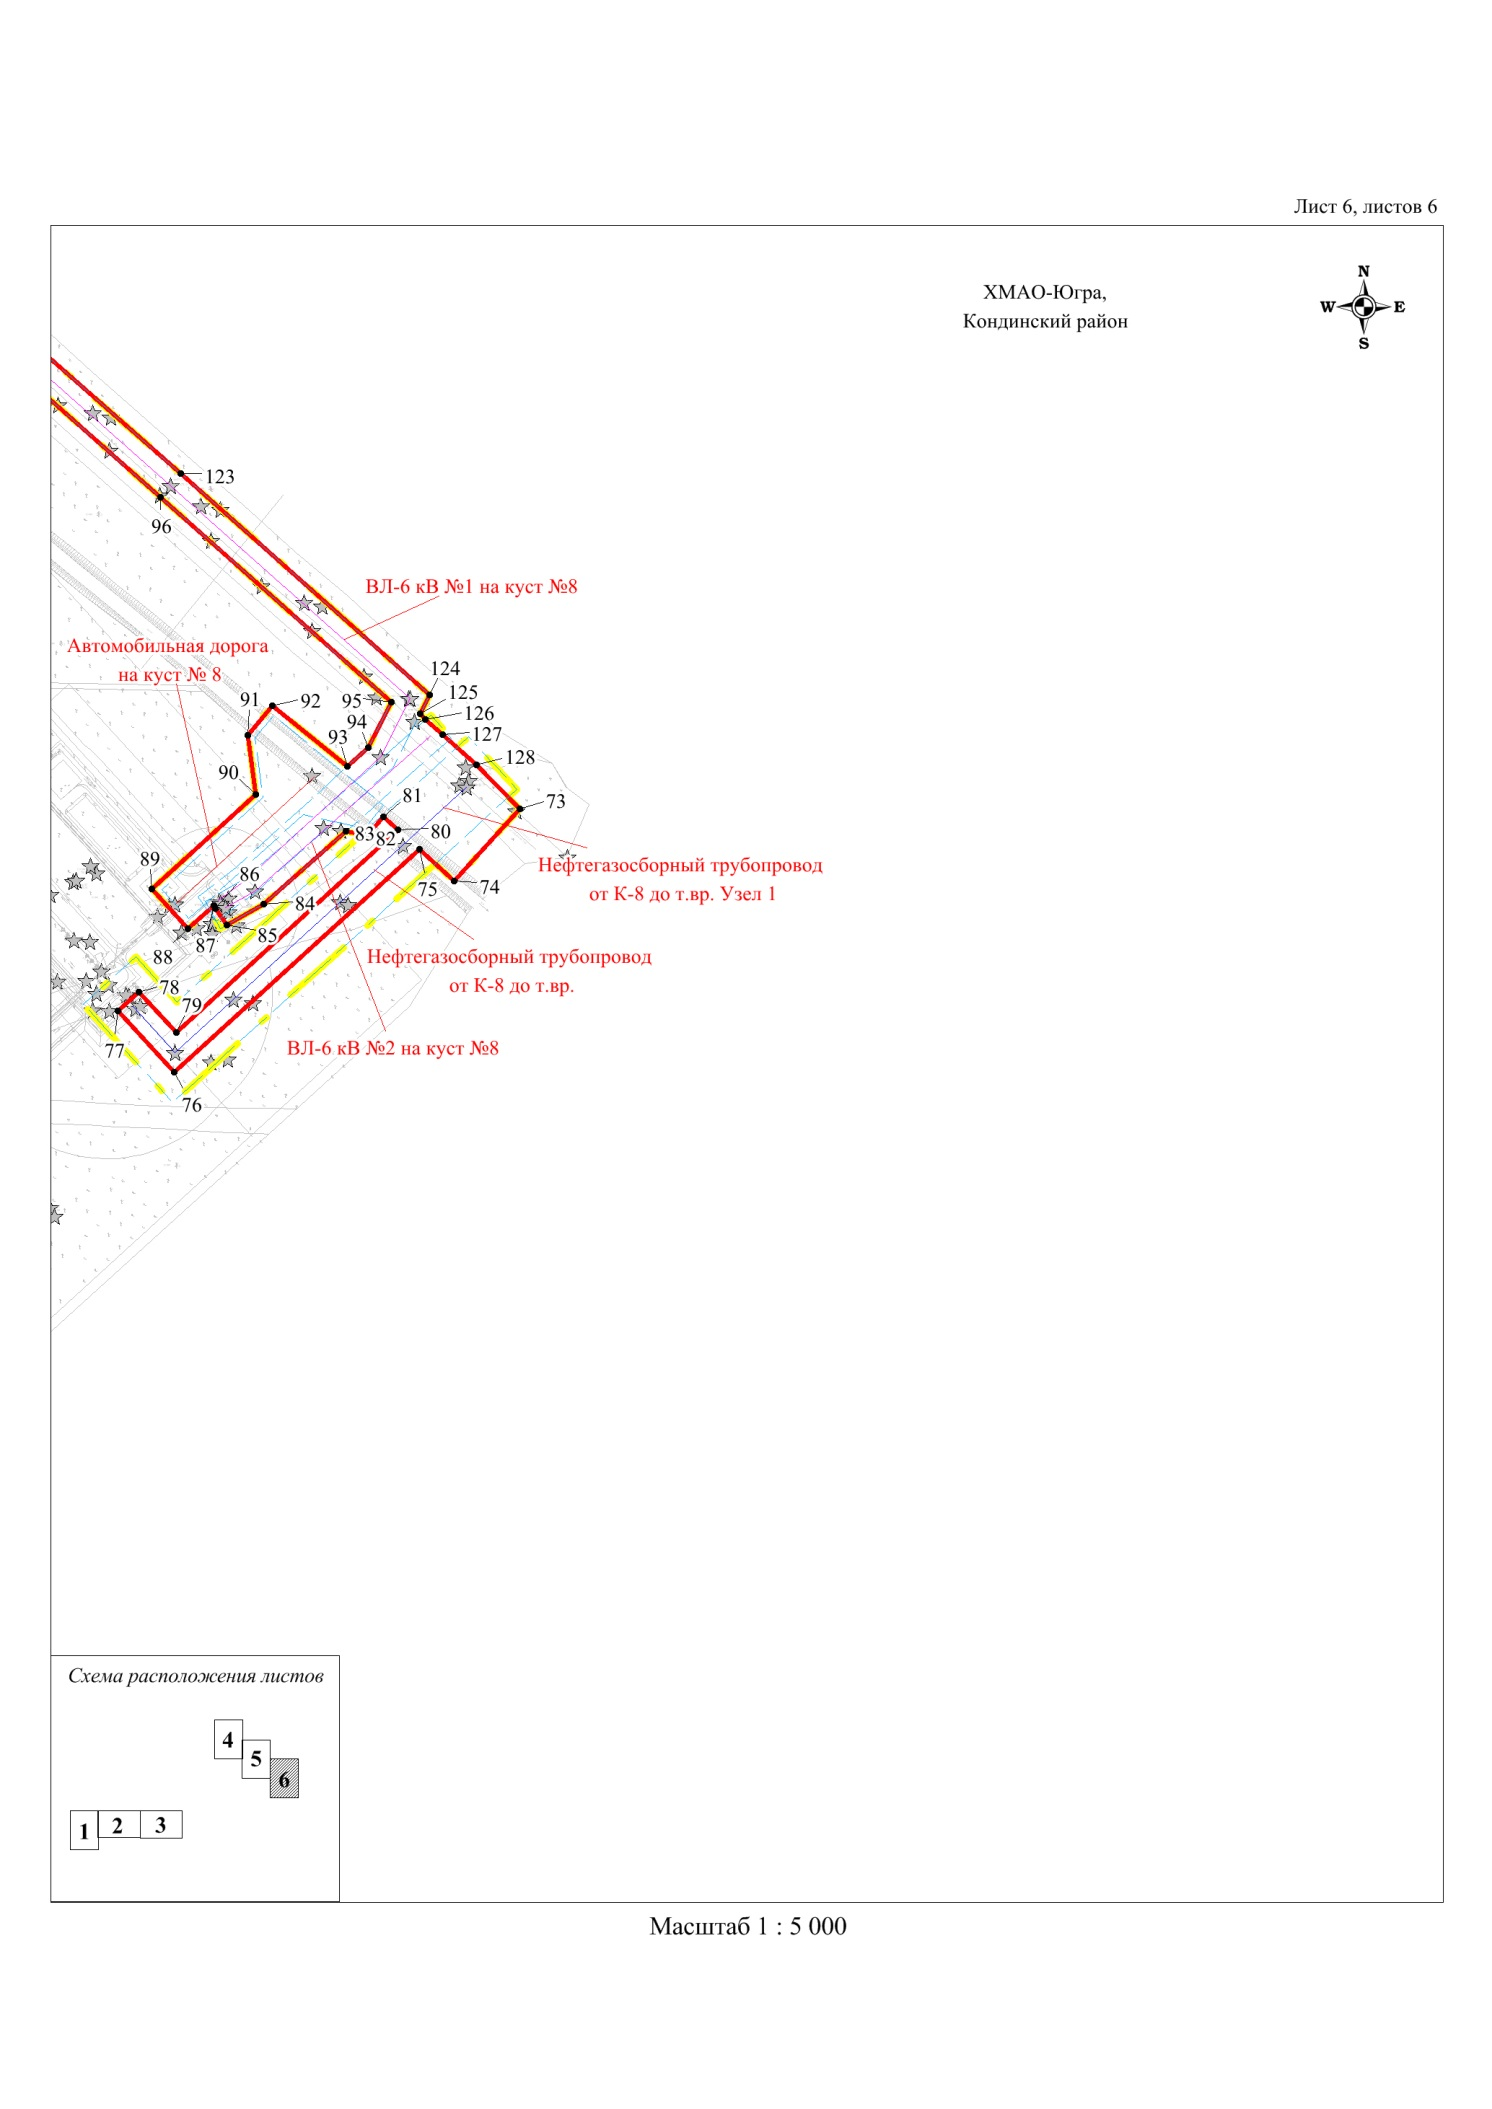 Лист 6, листов 6
ХМАО-Югра,
Кондинский район
N
W E
S
123
96
ВЛ-6 кВ №1 на куст №8
Автомобильная дорога
на куст № 8
124
125
126
127
128
95
94
93
92
91
90
81
73
83
82
80
89
86
75
74
Нефтегазосборный трубопровод
от К-8 до т.вр. Узел 1
84
85
87
88
Нефтегазосборный трубопровод
от К-8 до т.вр.
78
79
77
ВЛ-6 кВ №2 на куст №8
76
Схема расположения листов
4
5
6
1
2
3
Масштаб 1 : 5 000